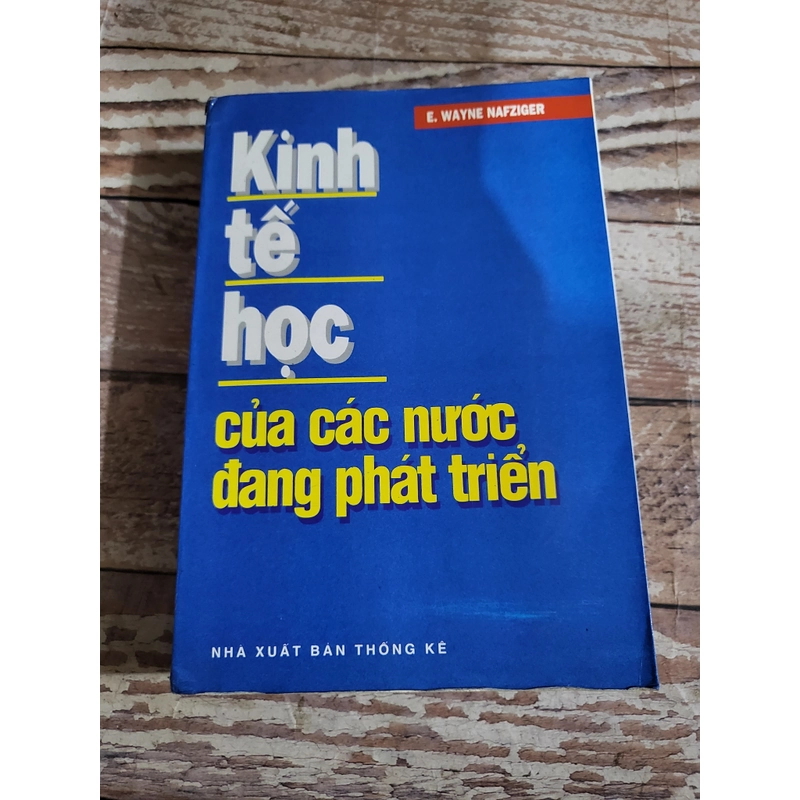 E. WAYNE NAFZIGER
Kinh
tế
học
của các nước
đang phát triển
NHÀ XUẤT BẢN THỐNG KÊ